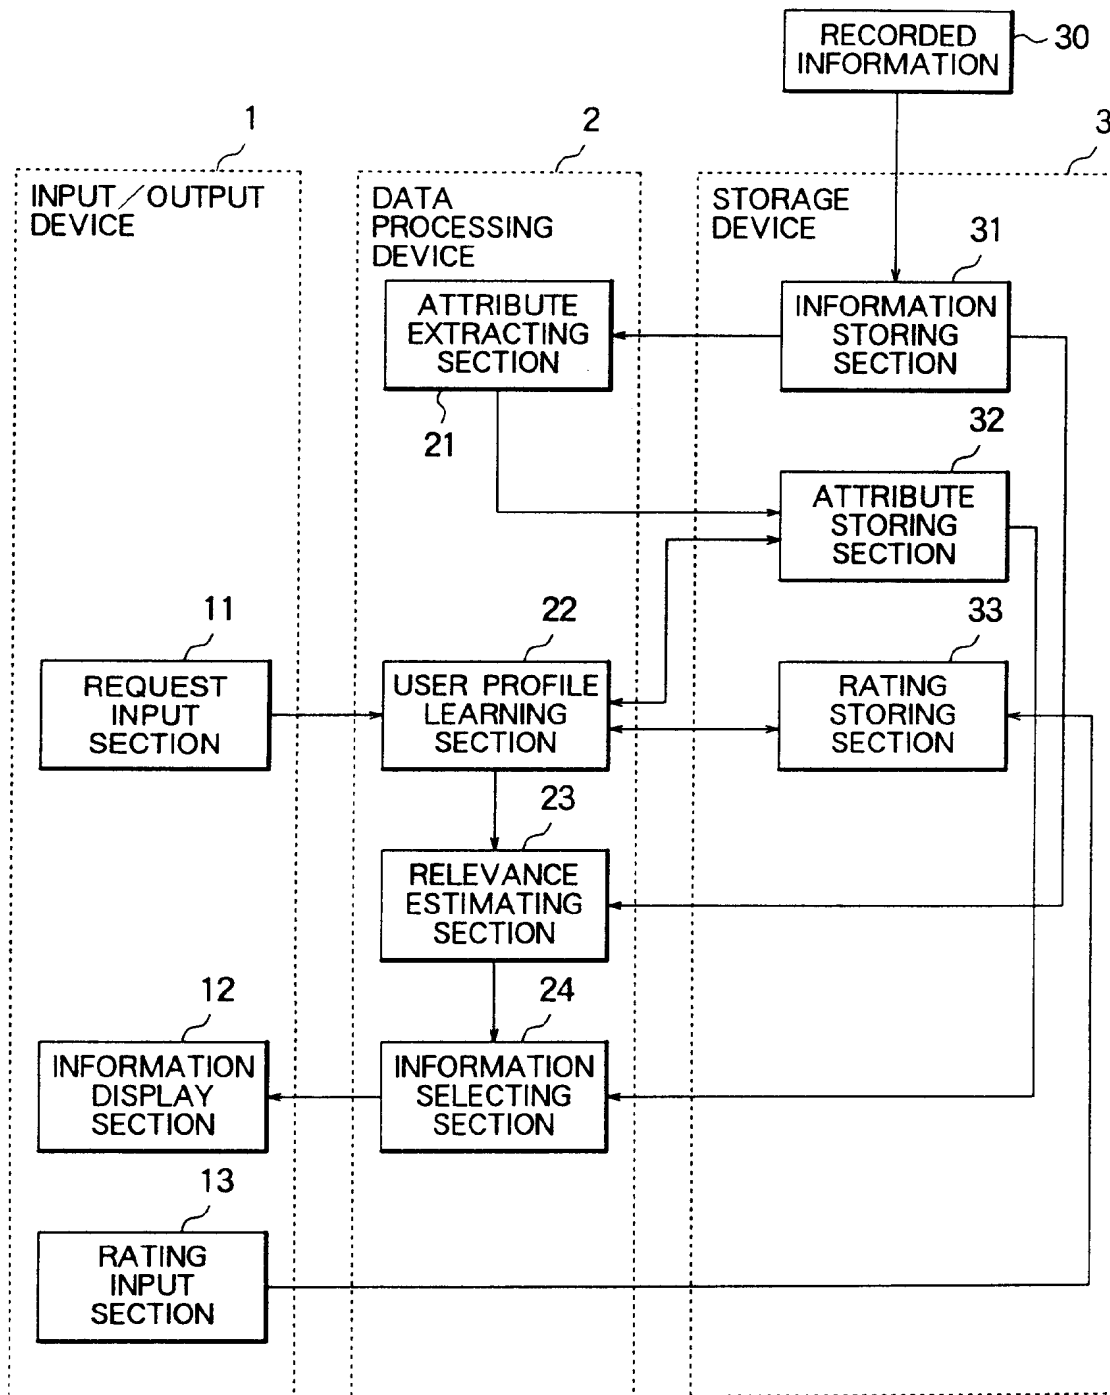 RECORDED
INFORMATION
30
1
2
3
INPUT/OUTPUT
DEVICE
DATA
PROCESSING
DEVICE
STORAGE
DEVICE
31
ATTRIBUTE
EXTRACTING
SECTION
INFORMATION
STORING
SECTION
21
32
ATTRIBUTE
STORING
SECTION
11
22
33
REQUEST
INPUT
SECTION
USER PROFILE
LEARNING
SECTION
RATING
STORING
SECTION
23
RELEVANCE
ESTIMATING
SECTION
12
24
INFORMATION
DISPLAY
SECTION
INFORMATION
SELECTING
SECTION
13
RATING
INPUT
SECTION